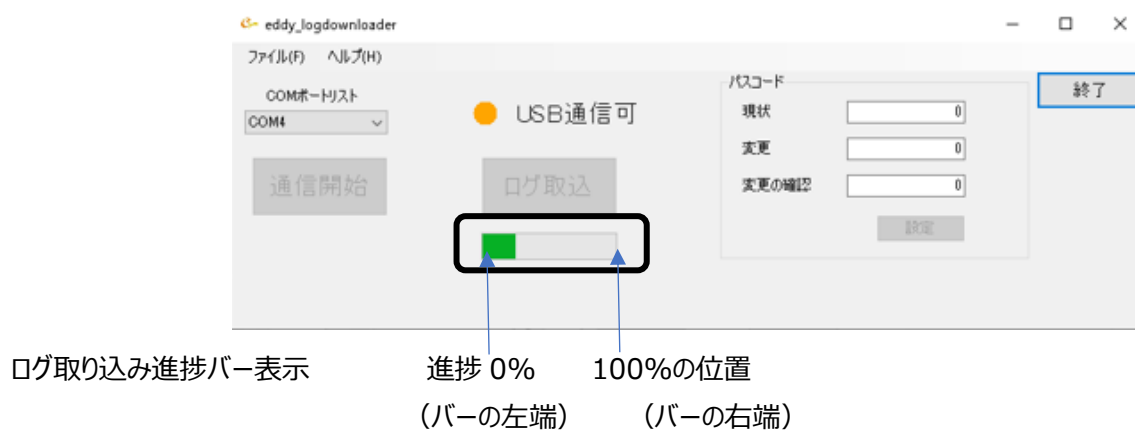 eddy_logdownloader
ファイル(F) ヘルプ(H)
COMポートリスト
COM4
通信開始
USB通信可
ログ取込
パスコード
現状 0
変更 0
変更の確認 0
設定
終了
ログ取り込み進捗バー表示
進捗 0% 100%の位置
（バーの左端） （バーの右端）